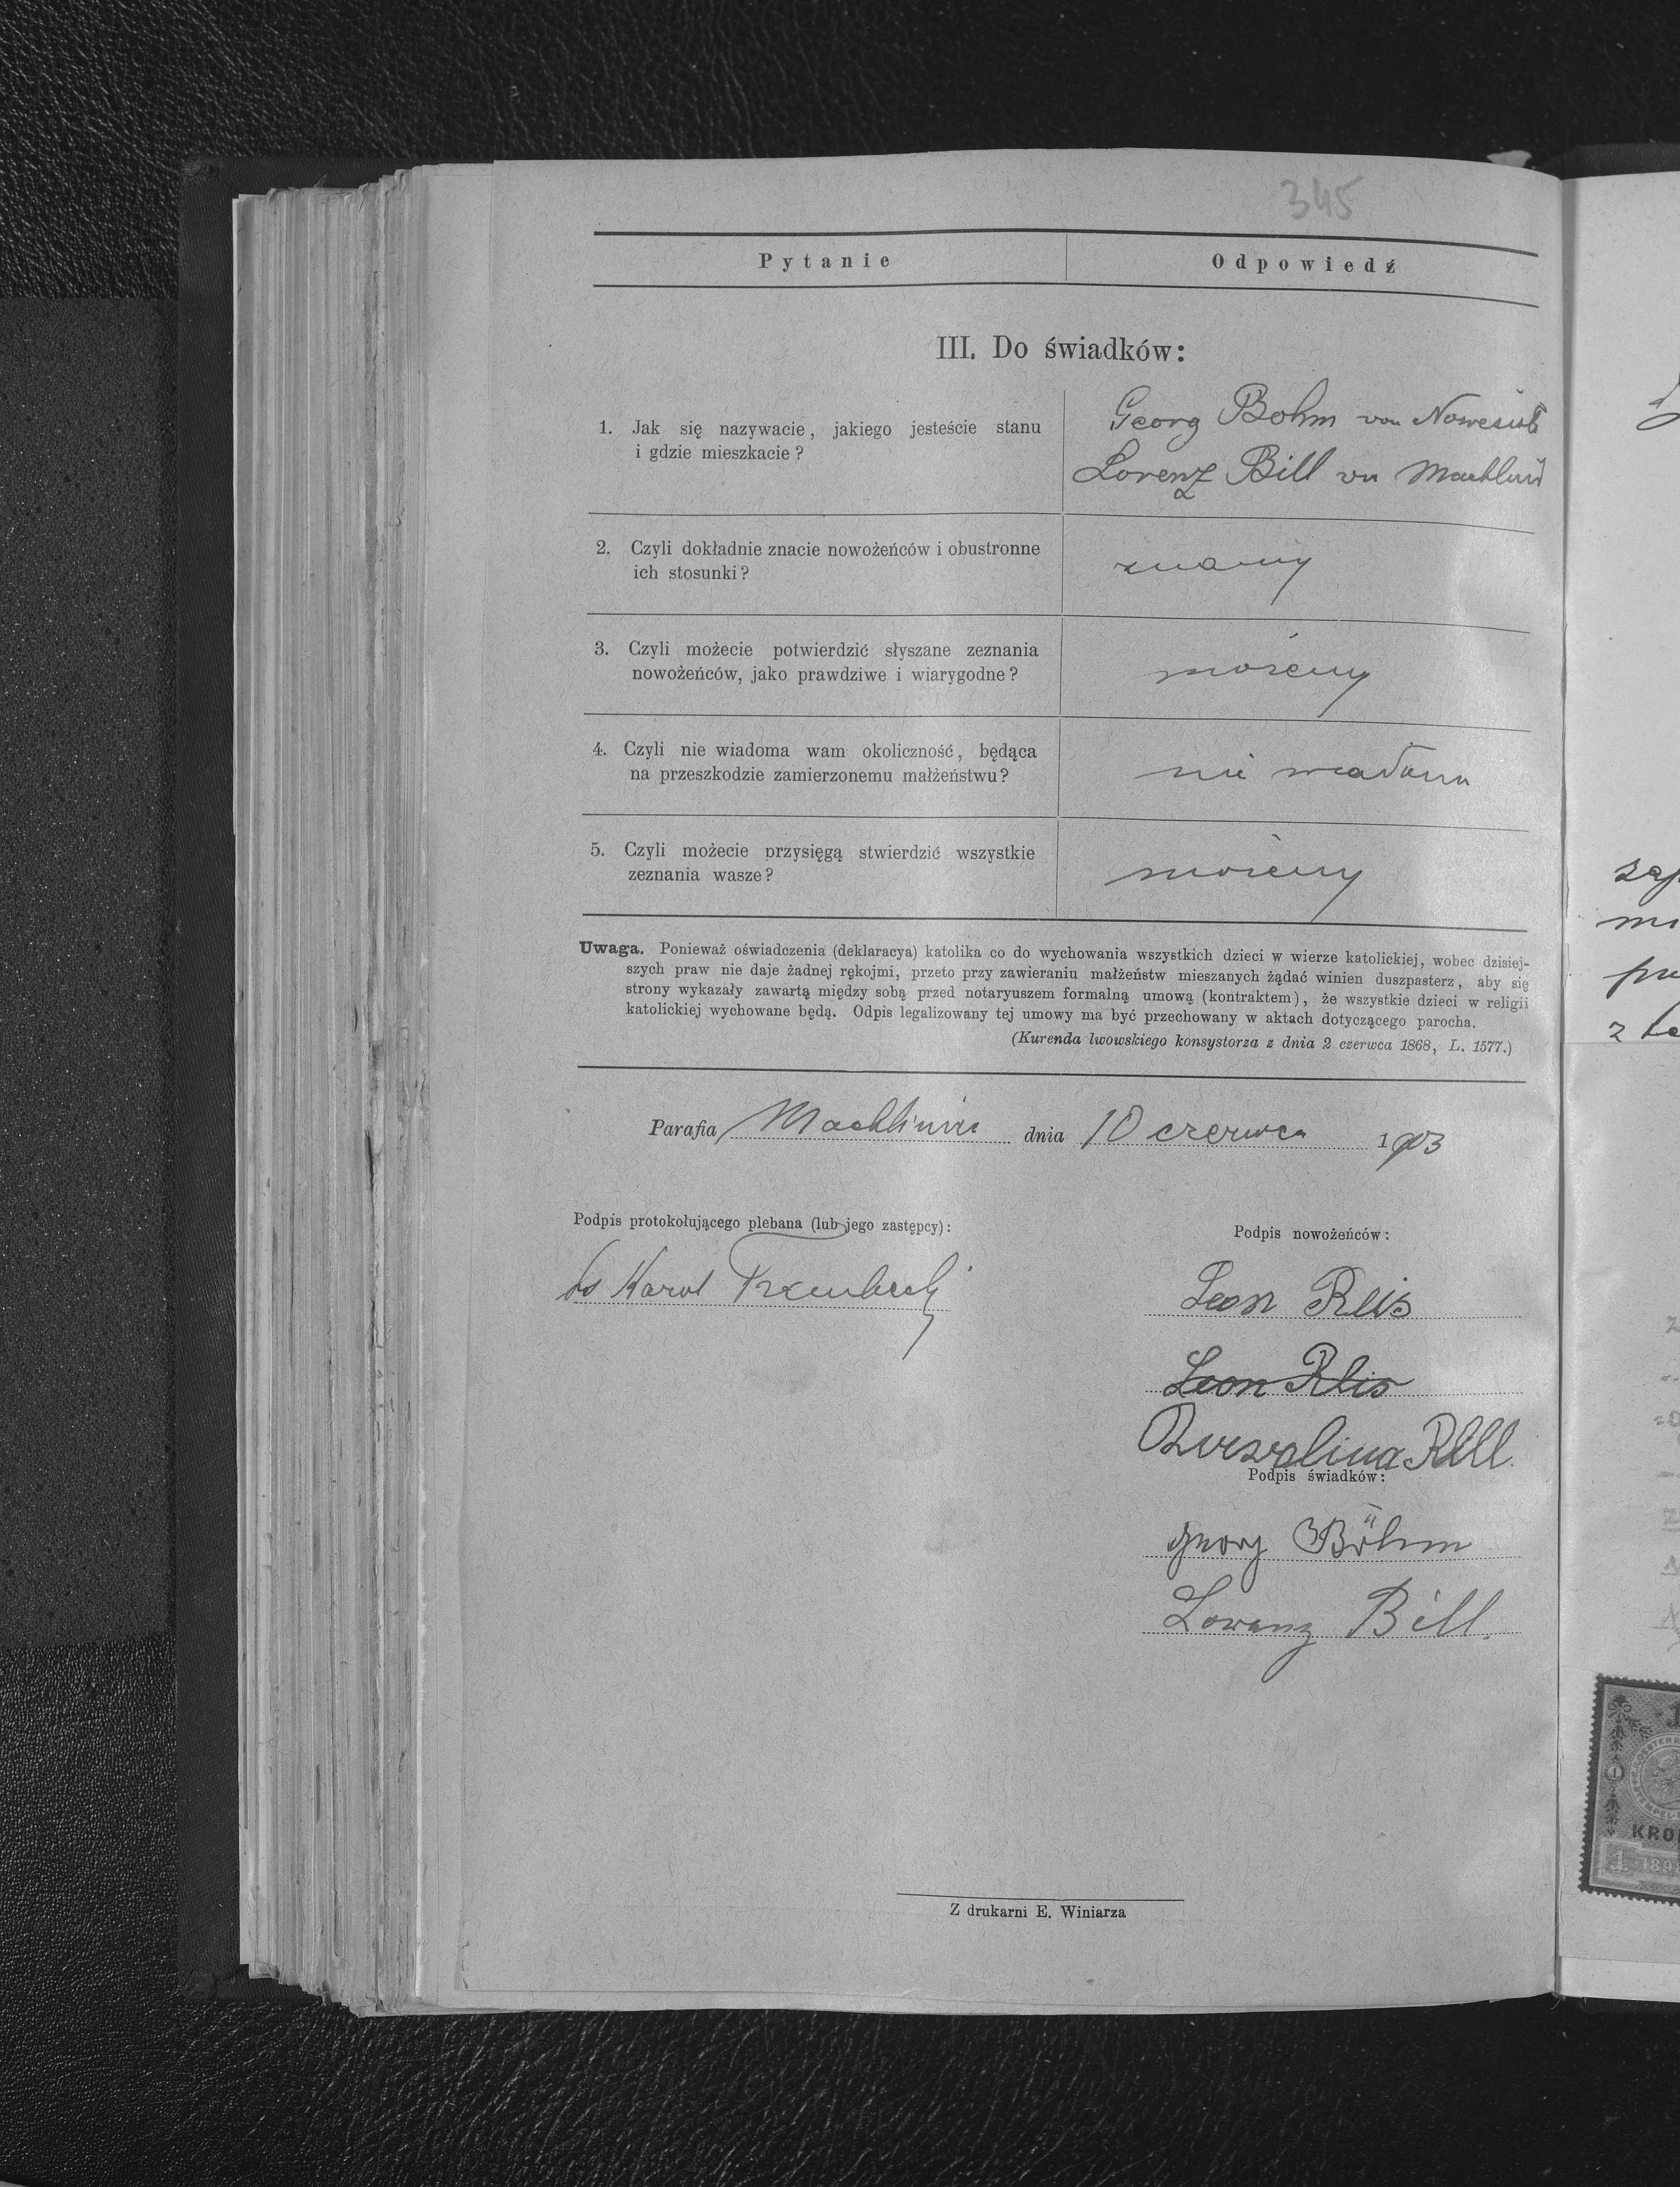 345
Pytanie Odpowiedź
III. Do świadków:
1. Jak się nazywacie, jakiego jesteście stanu
i gdzie mieszkacie?
Georg Bohm von
Lorenz Bill von
2. Czyli dokładnie znacie nowożeńców i obustronne
ich stosunki?
znamy
3. Czyli możecie potwierdzić słyszane zeznania
nowożeńców, jako prawdziwe i wiarygodne?
możemy
4. Czyli nie wiadoma wam okoliczność, będąca
na przeszkodzie zamierzonemu małżeństwu?
nie wiadoma
5. Czyli możecie przysięgą stwierdzić wszystkie
zeznania wasze?
możemy
Uwaga. Ponieważ oświadczenia (deklaracya) katolika co do wychowania wszystkich dzieci w wierze katolickiej, wobec dzisiej-
szych praw nie daje żadnej rękojmi, przeto przy zawieraniu małżeństw mieszanych żądać winien duszpasterz, aby się
strony wykazały zawartą między sobą przed notaryuszem formalną umową (kontraktem), że wszystkie dzieci w religii
katolickiej wychowane będą. Odpis legalizowany tej umowy ma być przechowany w aktach dotyczącego parocha.
(Kurenda lwowskiego konsystorza z dnia 2 czerwca 1868, L. 1577.)
Parafia Machliniec dnia 10 czerwca 1903
Podpis protokołującego plebana (lub jego zastępcy):
Karol
Podpis nowożeńców:
Leon
Leon
Podpis świadków:
Georg Böhm
Lorenz Bill.
Z drukarni E. Winiarza